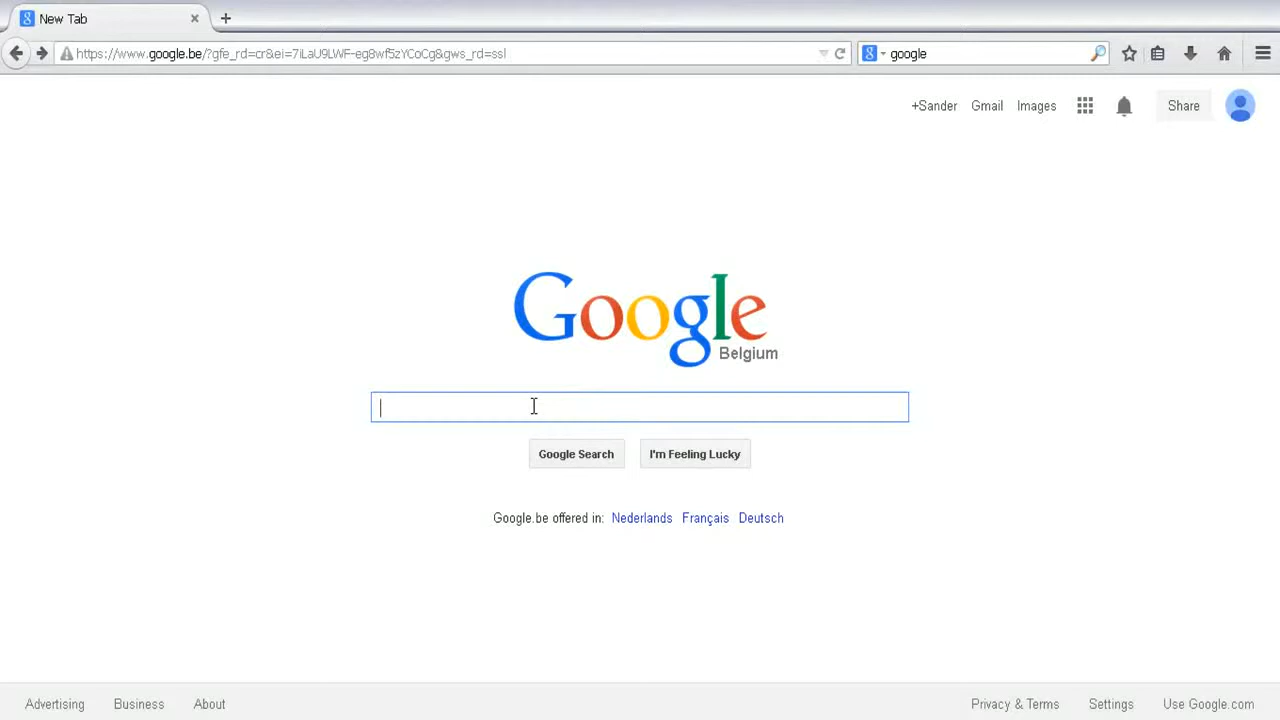 New Tab
https://www.google.be/?gfe_rd=cr&ei=7iLaU9LWF-eg8wf5zYCoCg&gws_rd=ssl
google
+Sander Gmail Images Share
Google
Belgium
Google Search I'm Feeling Lucky
Google.be offered in: Nederlands Français Deutsch
Advertising Business About Privacy & Terms Settings Use Google.com